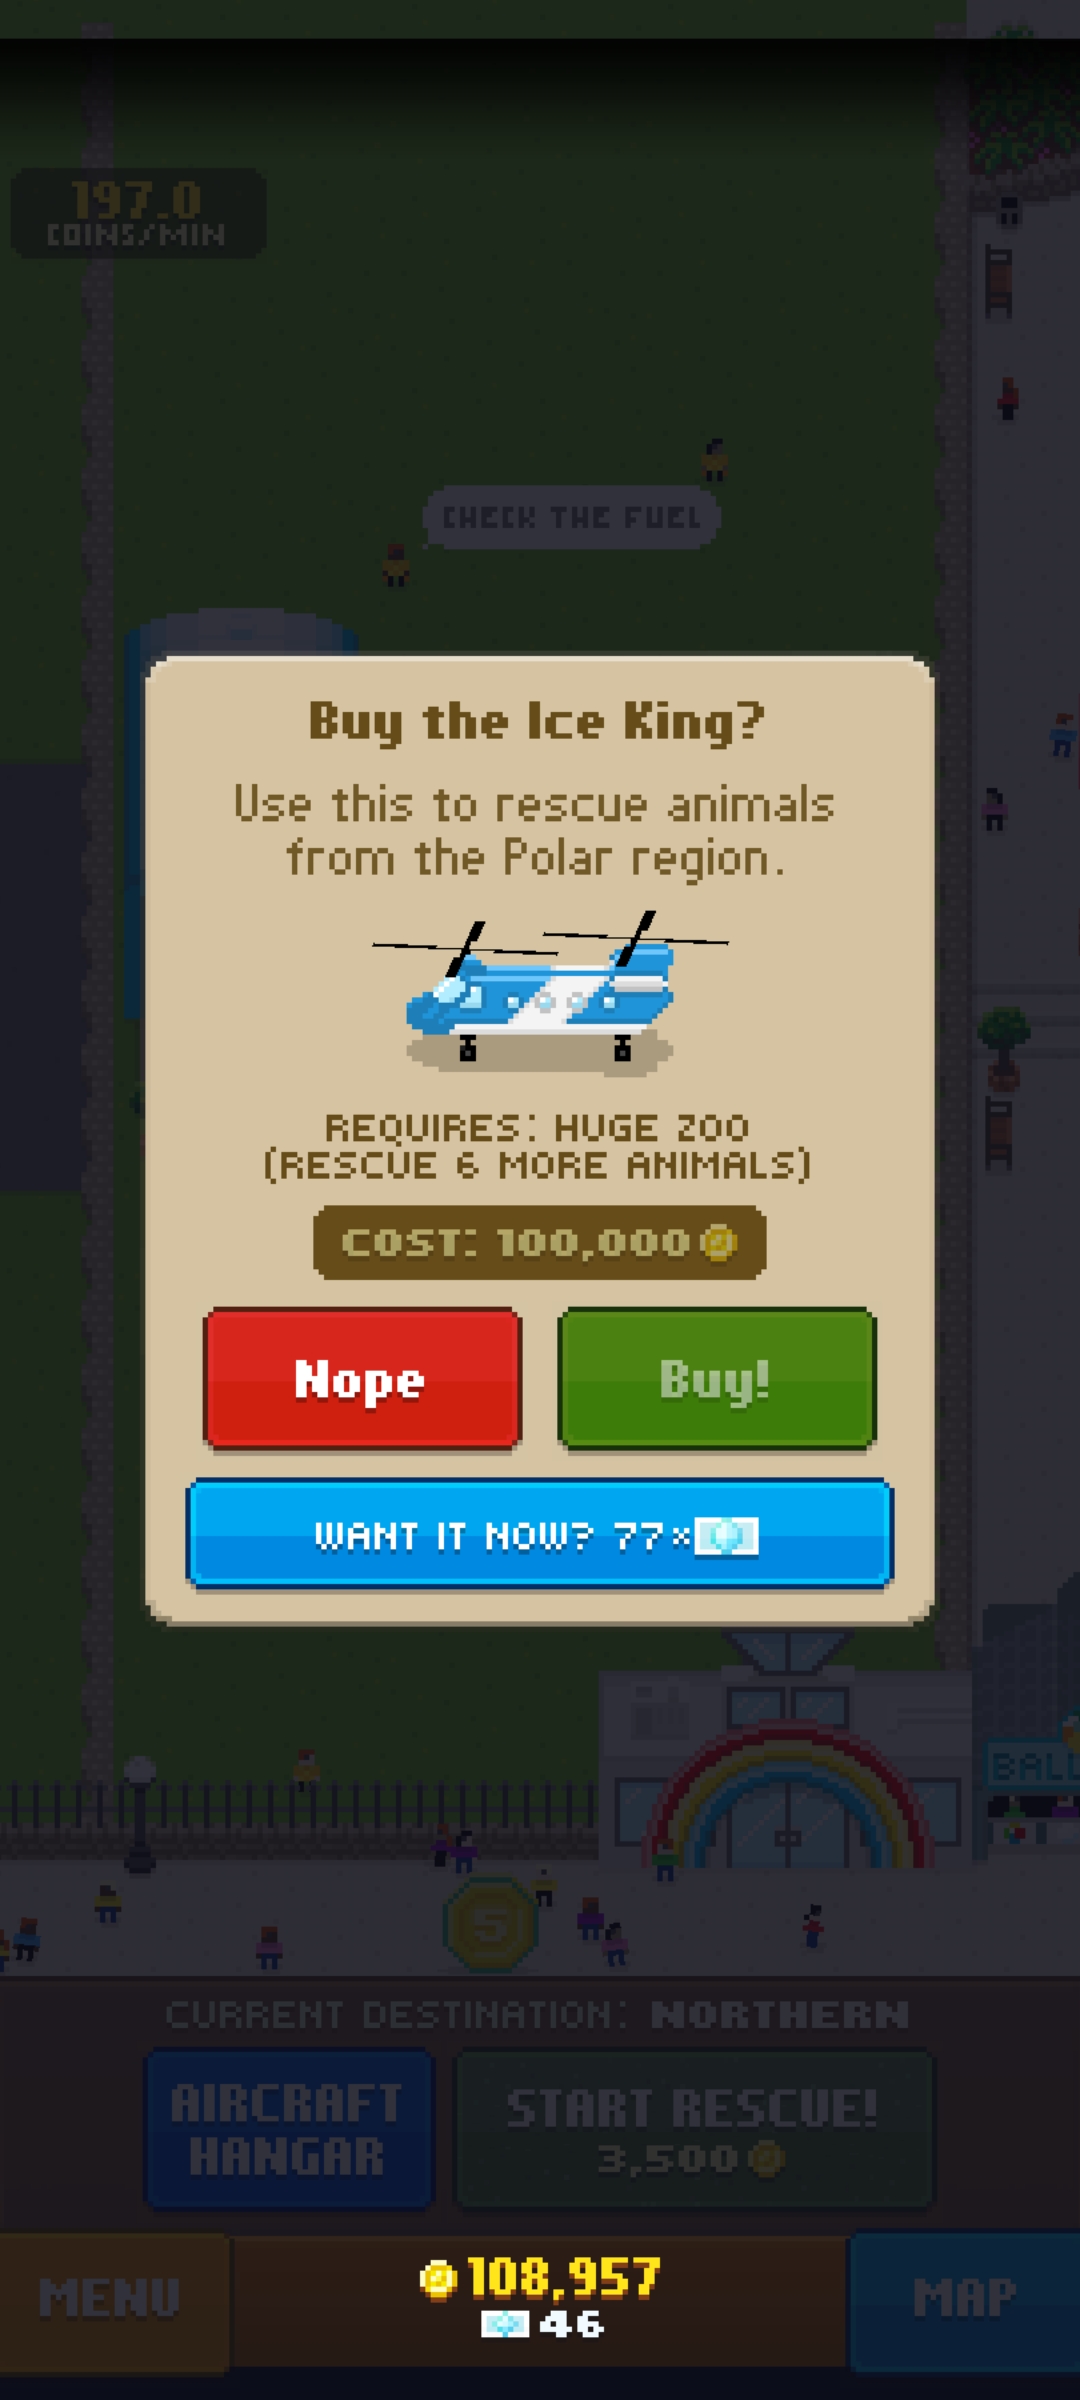 197.0
COINS/MIN
CHECK THE FUEL
Buy the Ice King?
Use this to rescue animals
from the Polar region.
REQUIRES: HUGE ZOO
(RESCUE 6 MORE ANIMALS)
COST: 100,000
Nope
Buy!
WANT IT NOW? 77x
BALL
5
CURRENT DESTINATION: NORTHERN
AIRCRAFT
HANGAR
START RESCUE!
3,500
MENU
108,957
46
MAP